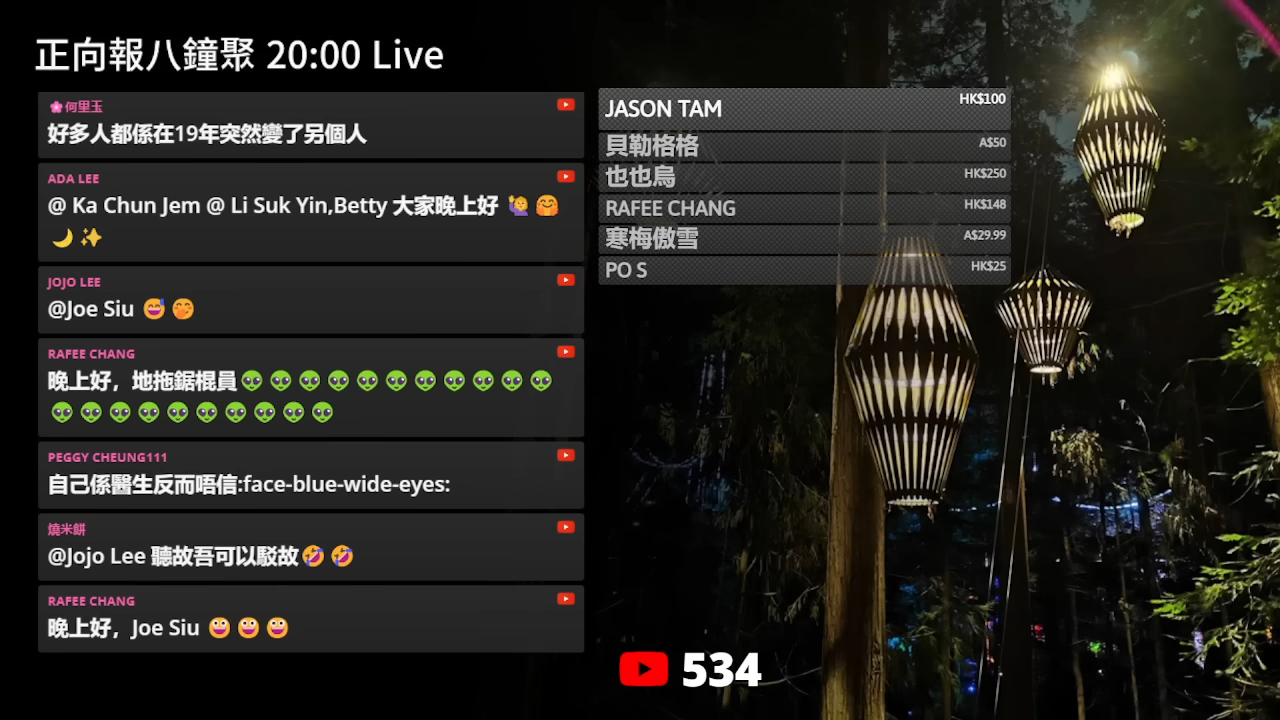 正向報八鐘聚 20:00 Live
🌸何里玉
好多人都係在19年突然變了另個人
ADA LEE
@ Ka Chun Jem @ Li Suk Yin,Betty 大家晚上好 🙋‍♀️ 🤗
🌙 ✨
JOJO LEE
@Joe Siu 😅 🤭
RAFEE CHANG
晚上好，地拖鋸棍員👽 👽 👽 👽 👽 👽 👽 👽 👽 👽 👽
👽 👽 👽 👽 👽 👽 👽 👽 👽 👽
PEGGY CHEUNG111
自己係醫生反而唔信:face-blue-wide-eyes:
燒米餅
@Jojo Lee 聽故吾可以駁故🤣 🤣
RAFEE CHANG
晚上好，Joe Siu 😀 😀 😀
JASON TAM HK$100
貝勒格格 A$50
也也鳥 HK$250
RAFEE CHANG HK$148
寒梅傲雪 A$29.99
PO S HK$25
534